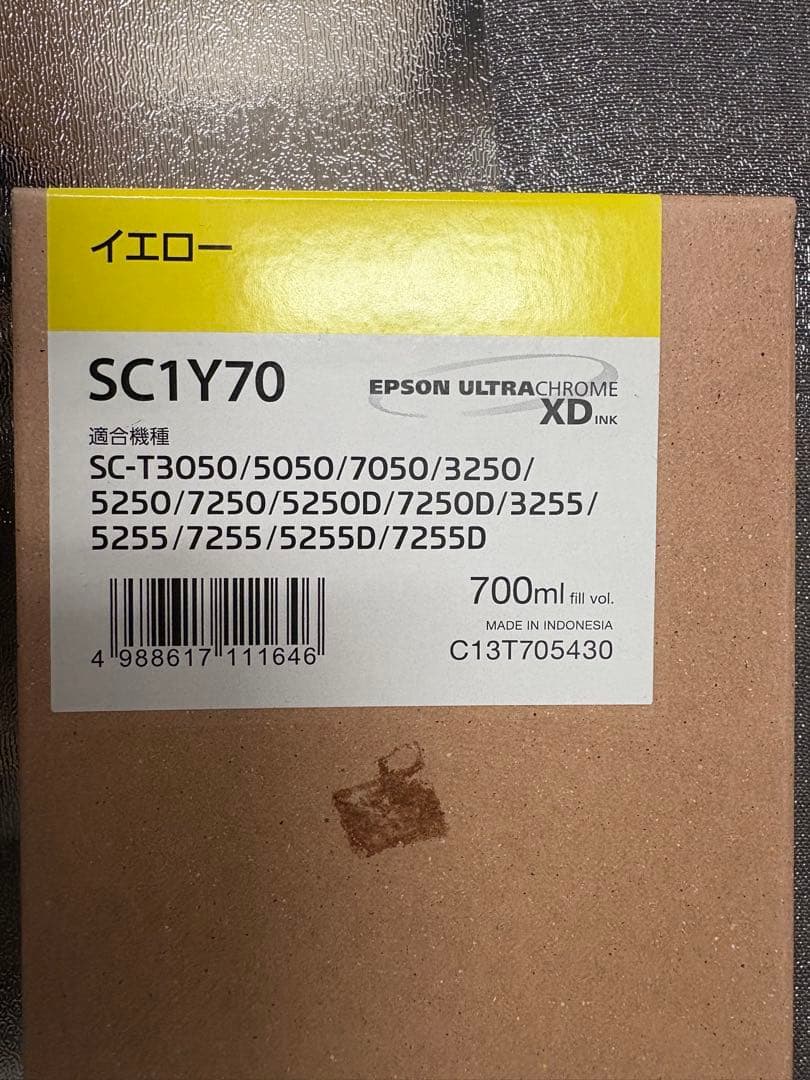 イエロー
SC1Y70
EPSON ULTRACHROME
XD INK
適合機種
SC-T3050/5050/7050/3250/
5250/7250/5250D/7250D/3255/
5255/7255/5255D/7255D
700ml fill vol.
MADE IN INDONESIA
C13T705430
4 988617 111646